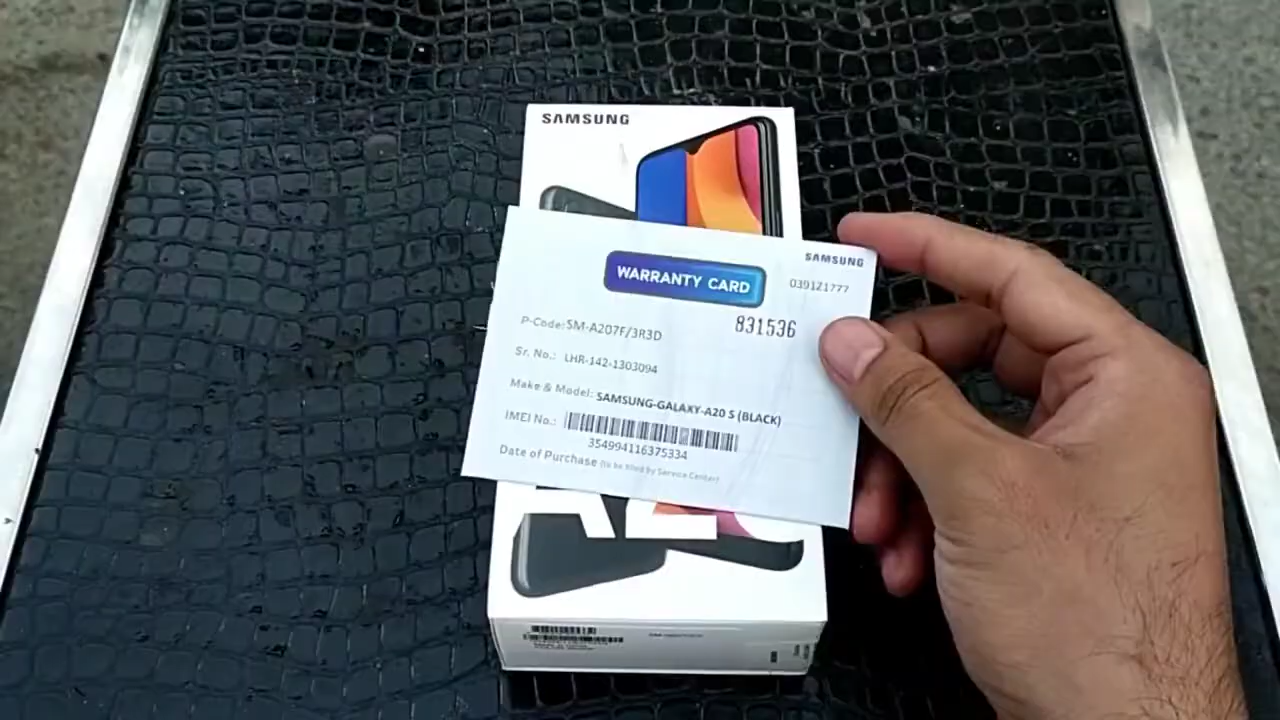 SAMSUNG
SAMSUNG
WARRANTY CARD
039121777
831536
P-Code: SM-A207F/3R3D
Sr. No.: LHR-142-1303094
Make & Model: SAMSUNG-GALAXY-A20 S (BLACK)
IMEI No.:
354994116375334
Date of Purchase (to be filled by Service Center)